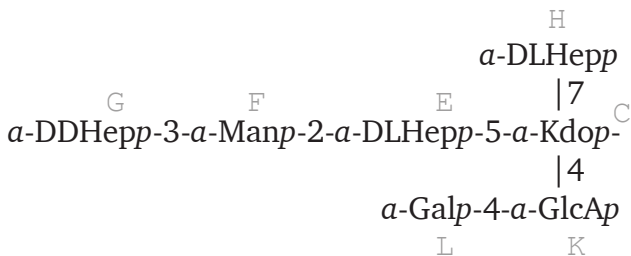 H
a-DLHepp
G F E |7 C
a-DDHepp-3-a-Manp-2-a-DLHepp-5-a-Kdop-
|4
a-Galp-4-a-GlcAp
L K